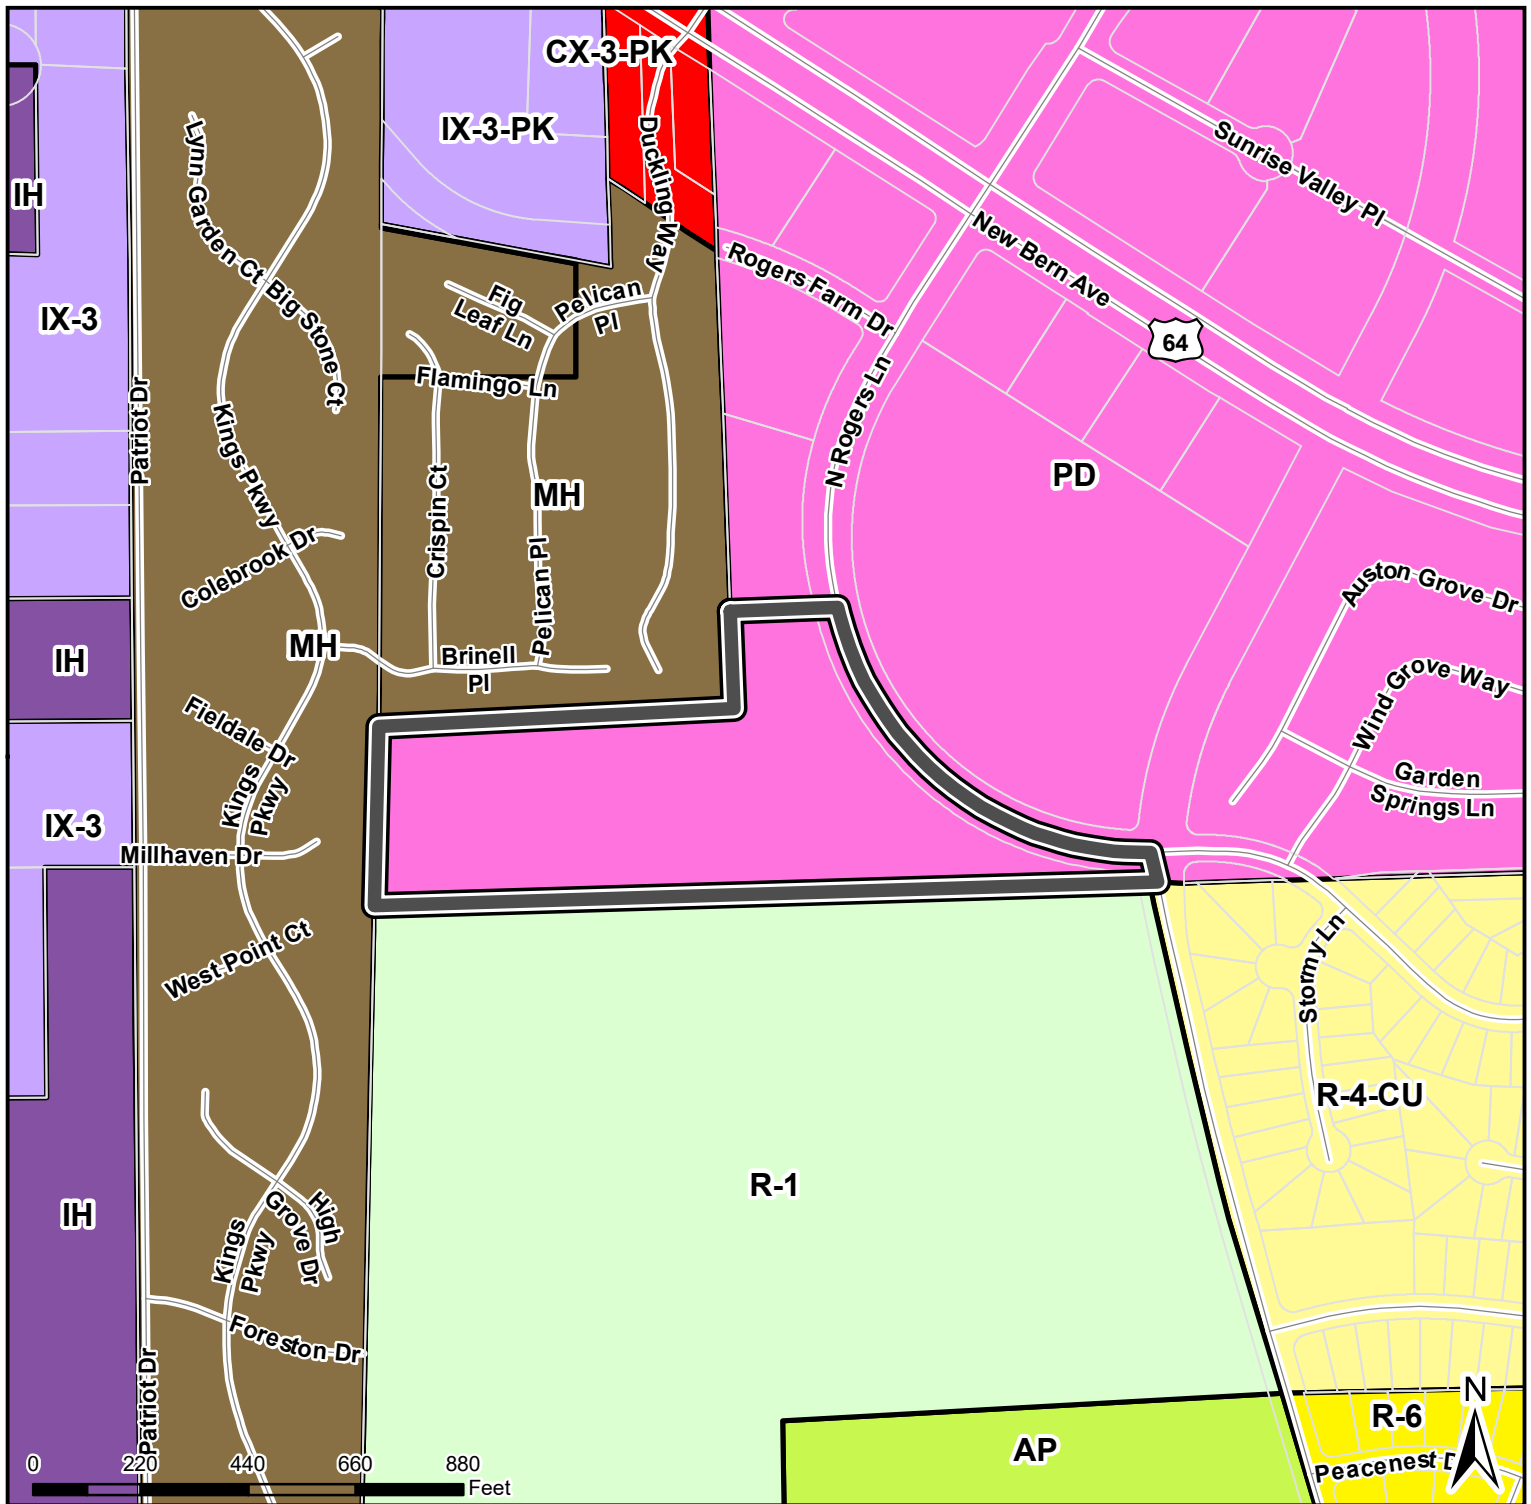 CX-3-PK
IX-3-PK
Duckling Way
Sunrise Valley Pl
Lynn Garden Ct
IH
New Bern Ave
Rogers Farm Dr
Big Stone Ct
Fig
Leaf Ln
Pelican
Pl
IX-3
64
Patriot Dr
Flamingo Ln
N Rogers Ln
Kings Pkwy
Crispin Ct
MH
PD
Pelican Pl
Colebrook Dr
Auston Grove Dr
MH
Brinell
Pl
IH
Wind Grove Way
Fieldale Dr
Kings
Pkwy
Garden
Springs Ln
IX-3
Millhaven Dr
West Point Ct
Stormy Ln
R-4-CU
R-1
IH
High
Grove Dr
Kings
Pkwy
Foreston Dr
Patriot Dr
N
R-6
AP
Peacenest D
0 220 440 660 880
Feet